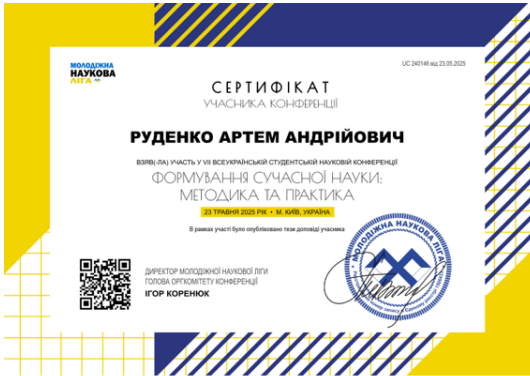 МОЛОДІЖНА
НАУКОВА
ЛІГА
UC 240146 від 23.05.2025
СЕРТИФІКАТ
УЧАСНИКА КОНФЕРЕНЦІЇ
РУДЕНКО АРТЕМ АНДРІЙОВИЧ
ВЗЯВ(-ЛА) УЧАСТЬ У VII ВСЕУКРАЇНСЬКІЙ СТУДЕНТСЬКІЙ НАУКОВІЙ КОНФЕРЕНЦІЇ
ФОРМУВАННЯ СУЧАСНОЇ НАУКИ:
МЕТОДИКА ТА ПРАКТИКА
23 ТРАВНЯ 2025 РІК • М. КИЇВ, УКРАЇНА
В рамках участі було опубліковано тези доповіді учасника
ДИРЕКТОР МОЛОДІЖНОЇ НАУКОВОЇ ЛІГИ
ГОЛОВА ОРГКОМІТЕТУ КОНФЕРЕНЦІЇ
ІГОР КОРЕНЮК
МОЛОДІЖНА НАУКОВА ЛІГА